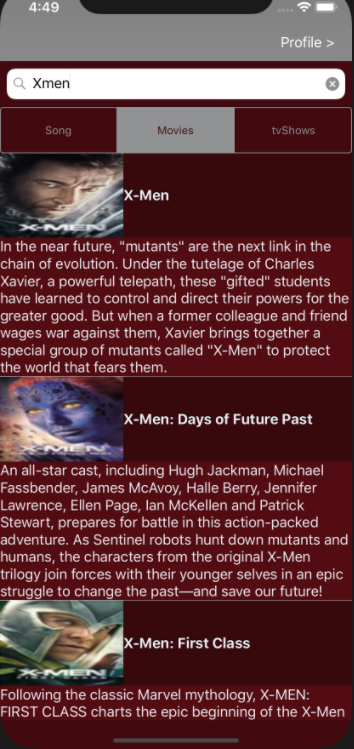 4:49
Profile >
Xmen
Song Movies tvShows
X-MEN
X-Men
In the near future, "mutants" are the next link in the
chain of evolution. Under the tutelage of Charles
Xavier, a powerful telepath, these "gifted" students
have learned to control and direct their powers for the
greater good. But when a former colleague and friend
wages war against them, Xavier brings together a
special group of mutants called "X-Men" to protect
the world that fears them.
X-Men: Days of Future Past
An all-star cast, including Hugh Jackman, Michael
Fassbender, James McAvoy, Halle Berry, Jennifer
Lawrence, Ellen Page, Ian McKellen and Patrick
Stewart, prepares for battle in this action-packed
adventure. As Sentinel robots hunt down mutants and
humans, the characters from the original X-Men
trilogy join forces with their younger selves in an epic
struggle to change the past—and save our future!
X-MEN
X-Men: First Class
Following the classic Marvel mythology, X-MEN:
FIRST CLASS charts the epic beginning of the X-Men